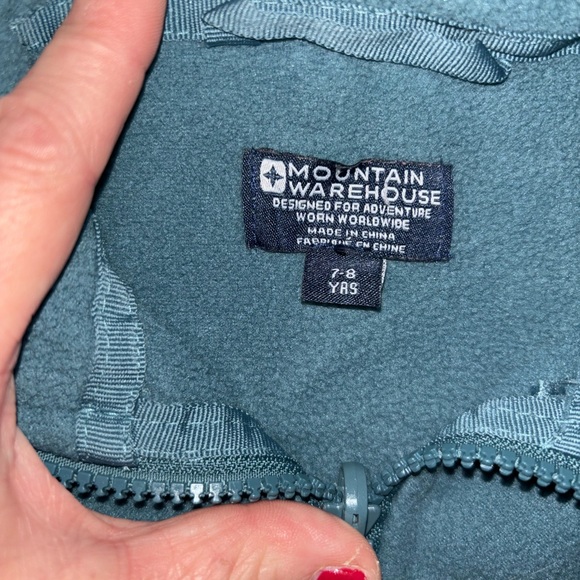 MOUNTAIN
WAREHOUSE
DESIGNED FOR ADVENTURE
WORN WORLDWIDE
MADE IN CHINA
FABRIQUE EN CHINE
7-8
YRS